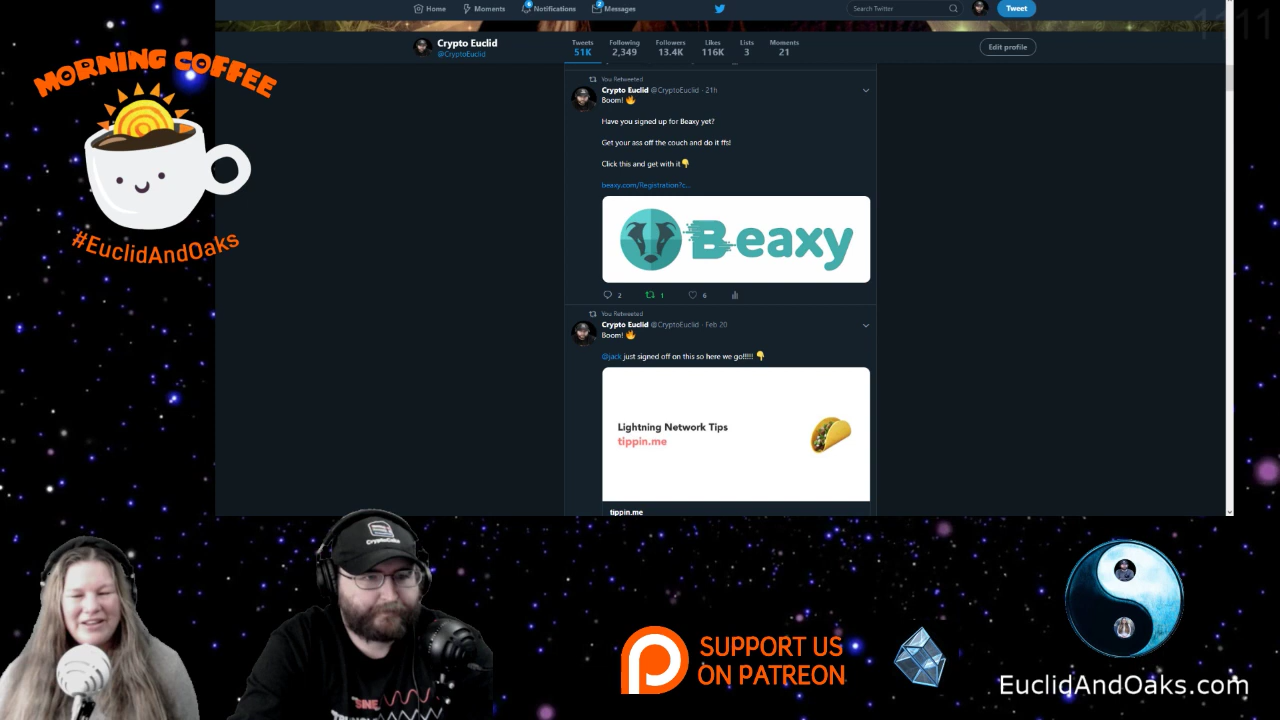 Home
Moments
Notifications
Messages
Search Twitter
Tweet
Crypto Euclid
@CryptoEuclid
Tweets
51K
Following
2,349
Followers
13.4K
Likes
116K
Lists
3
Moments
21
Edit profile
MORNING COFFEE
#EuclidAndOaks
You Retweeted
Crypto Euclid @CryptoEuclid · 21h
Boom! 🔥
Have you signed up for Beaxy yet?
Get your ass off the couch and do it ffs!
Click this and get with it👇
beaxy.com/Registration?c...
Beaxy
2 1 6
You Retweeted
Crypto Euclid @CryptoEuclid · Feb 20
Boom! 🔥
@jack just signed off on this so here we go!!!!! 👇
Lightning Network Tips
tippin.me
tippin.me
SUPPORT US
ON PATREON
EuclidAndOaks.com